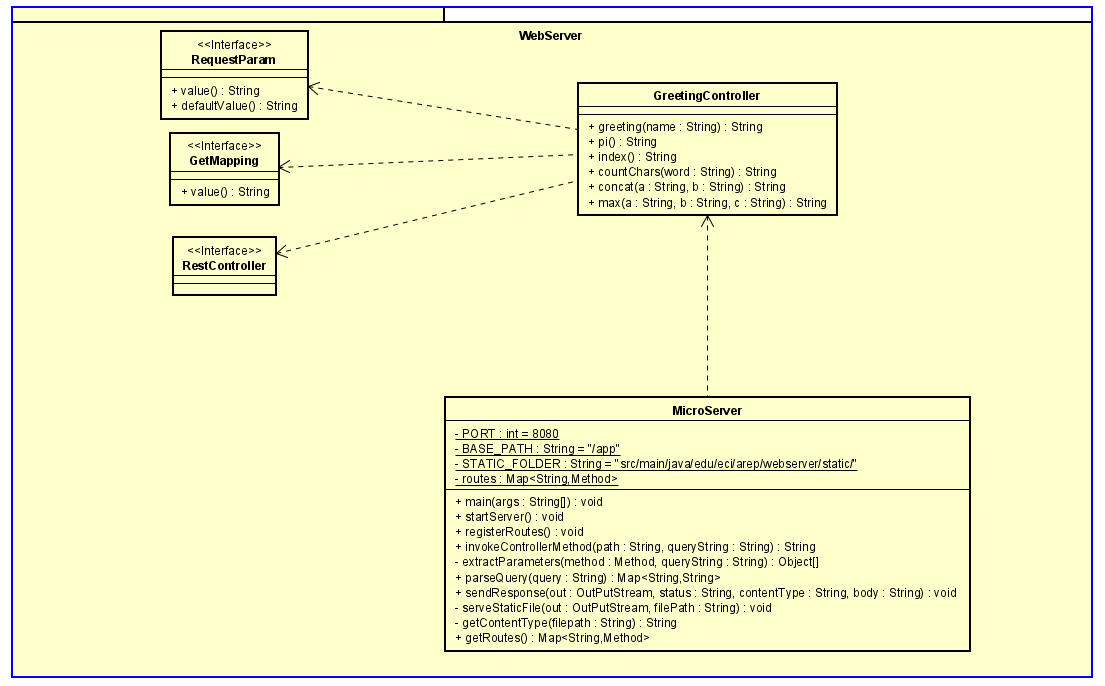 WebServer
<<Interface>>
RequestParam
+ value() : String
+ defaultValue() : String
<<Interface>>
GetMapping
+ value() : String
<<Interface>>
RestController
GreetingController
+ greeting(name : String) : String
+ pi() : String
+ index() : String
+ countChars(word : String) : String
+ concat(a : String, b : String) : String
+ max(a : String, b : String, c : String) : String
MicroServer
- PORT : int = 8080
- BASE_PATH : String = "/app"
- STATIC_FOLDER : String = "src/main/java/edu/eci/arep/webserver/static/"
- routes : Map<String,Method>
+ main(args : String[]) : void
+ startServer() : void
+ registerRoutes() : void
+ invokeControllerMethod(path : String, queryString : String) : String
- extractParameters(method : Method, queryString : String) : Object[]
+ parseQuery(query : String) : Map<String,String>
+ sendResponse(out : OutPutStream, status : String, contentType : String, body : String) : void
- serveStaticFile(out : OutPutStream, filePath : String) : void
- getContentType(filepath : String) : String
+ getRoutes() : Map<String,Method>